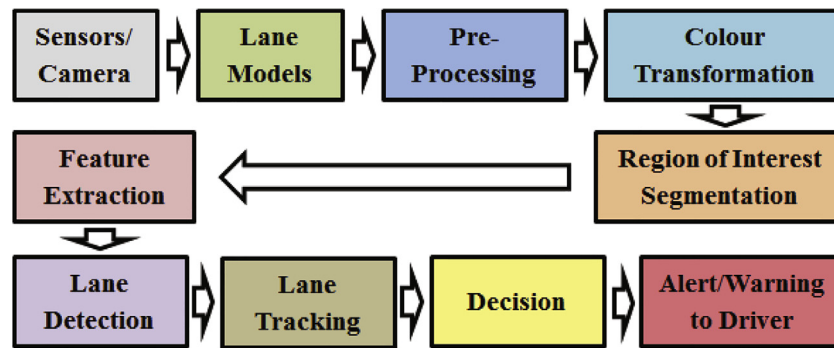 Sensors/
Camera
Lane
Models
Pre-
Processing
Colour
Transformation
Region of Interest
Segmentation
Feature
Extraction
Lane
Detection
Lane
Tracking
Decision
Alert/Warning
to Driver